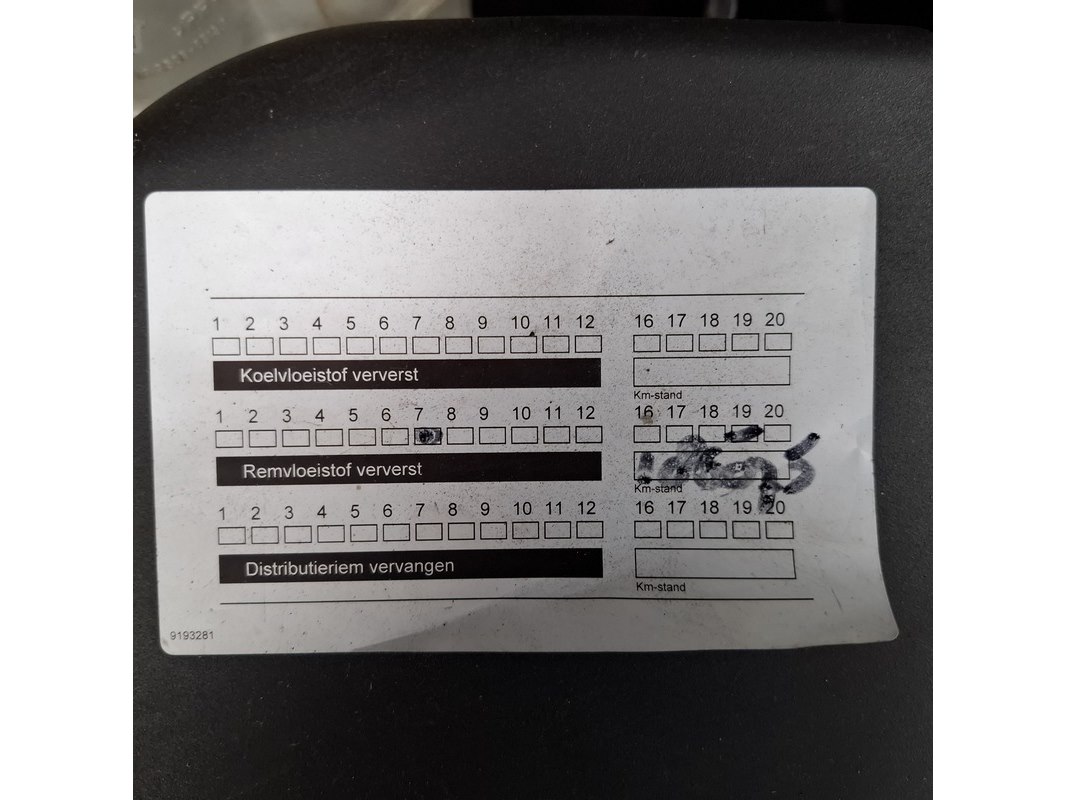 1 2 3 4 5 6 7 8 9 10 11 12 16 17 18 19 20
Koelvloeistof ververst
Km-stand
1 2 3 4 5 6 7 8 9 10 11 12 16 17 18 19 20
Remvloeistof ververst
Km-stand
1 2 3 4 5 6 7 8 9 10 11 12 16 17 18 19 20
Distributieriem vervangen
Km-stand
9193281